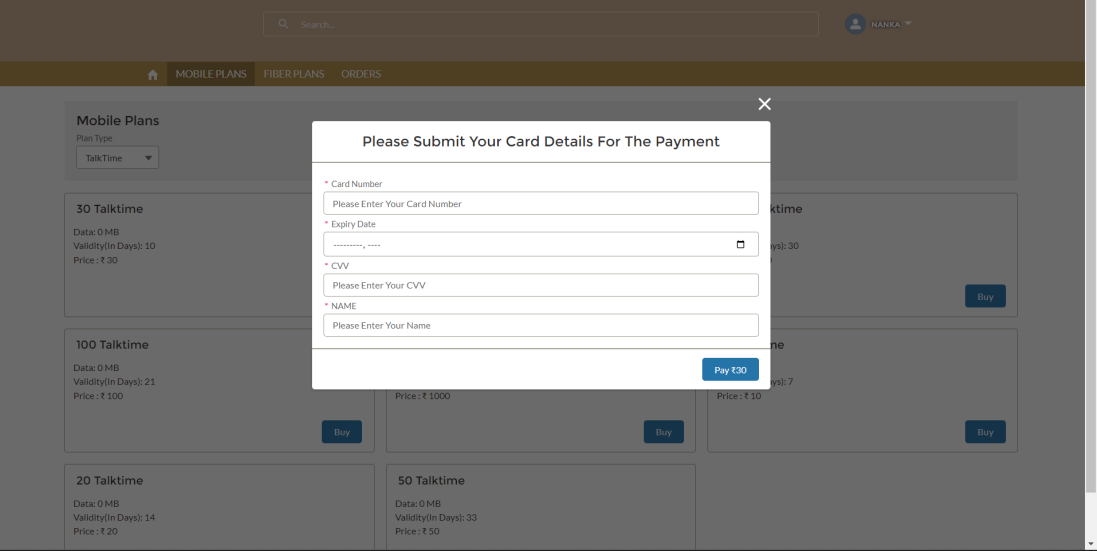 Search...
NANKA
MOBILE PLANS FIBER PLANS ORDERS
Mobile Plans
Plan Type
TalkTime
Please Submit Your Card Details For The Payment
* Card Number
Please Enter Your Card Number
* Expiry Date
---------, ----
* CVV
Please Enter Your CVV
* NAME
Please Enter Your Name
Pay ₹30
30 Talktime
Data: 0 MB
Validity(In Days): 10
Price : ₹ 30
ktime
ys): 30
Buy
100 Talktime
Data: 0 MB
Validity(In Days): 21
Price : ₹ 100
Buy
Price : ₹ 1000
Buy
me
ys): 7
Price : ₹ 10
Buy
20 Talktime
Data: 0 MB
Validity(In Days): 14
Price : ₹ 20
50 Talktime
Data: 0 MB
Validity(In Days): 33
Price : ₹ 50